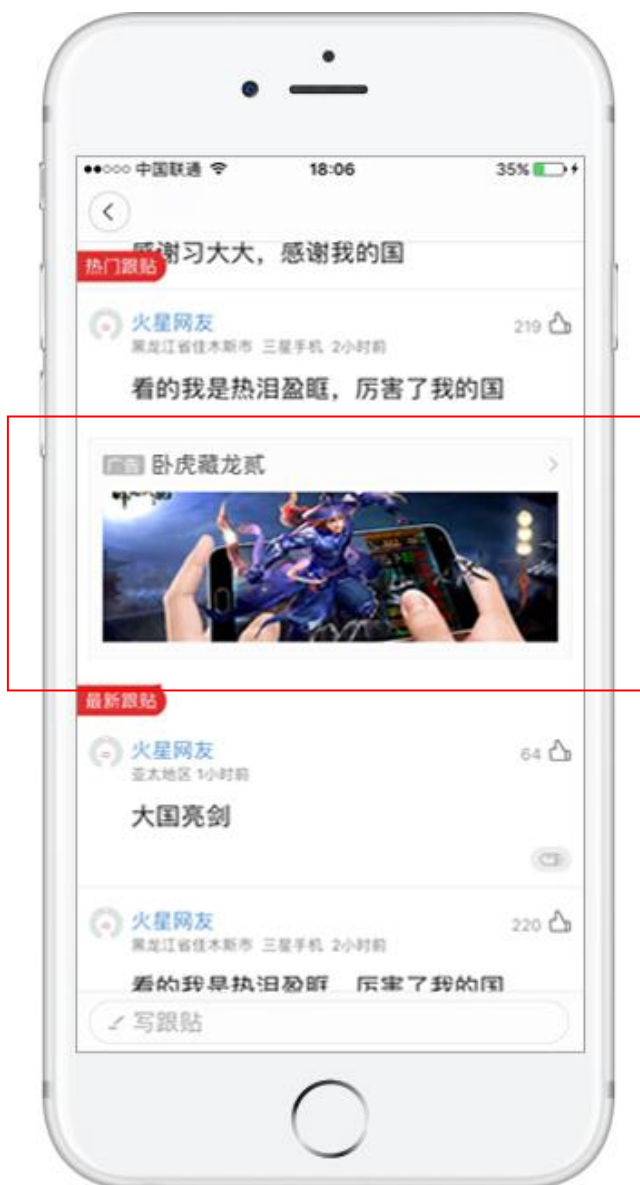 中国联通 18:06 35%
感谢习大大，感谢我的国
热门跟贴
火星网友 219
黑龙江省佳木斯市 三星手机 2小时前
看的我是热泪盈眶，厉害了我的国
广告 卧虎藏龙贰
最新跟贴
火星网友 64
亚太地区 1小时前
大国亮剑
火星网友 220
黑龙江省佳木斯市 三星手机 2小时前
看的我是热泪盈眶，厉害了我的国
写跟贴